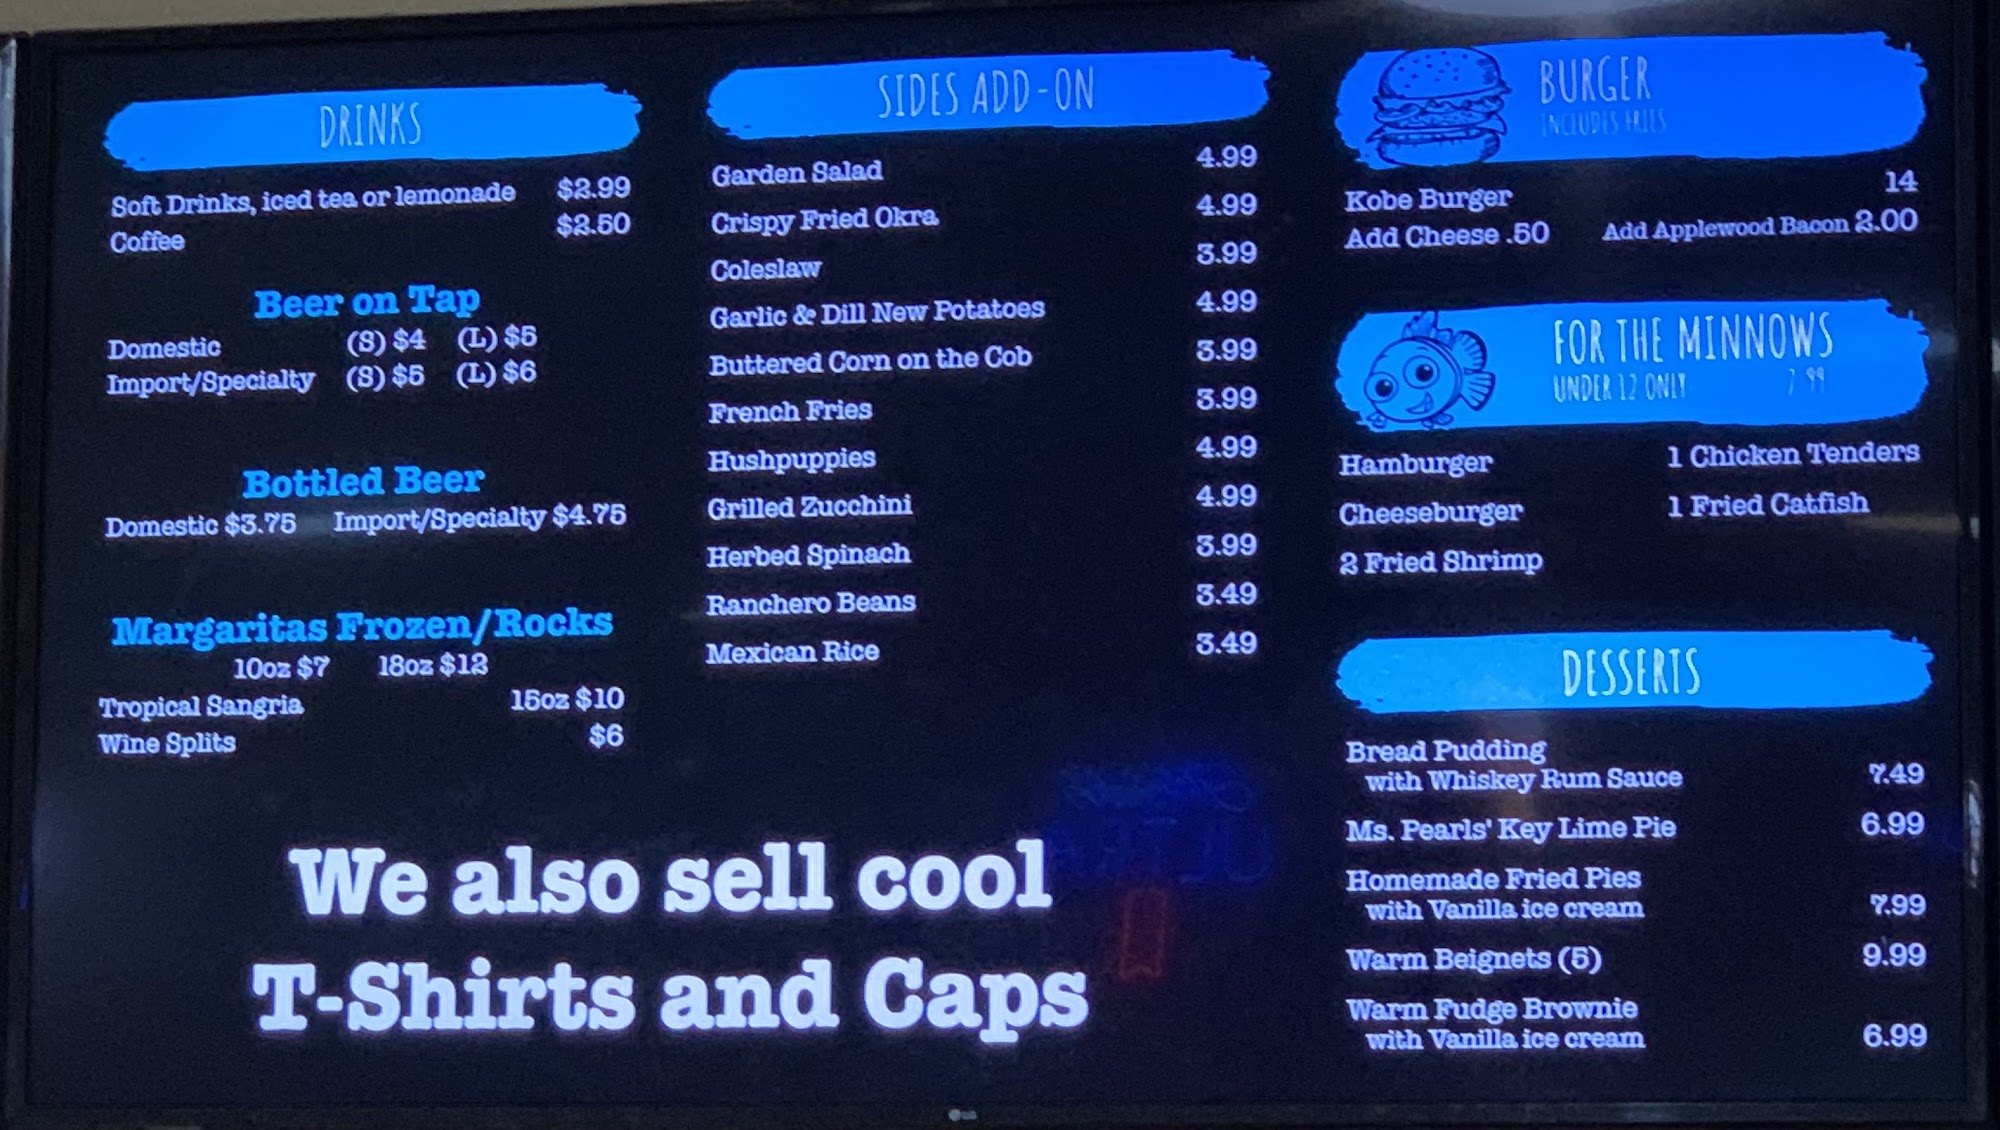 DRINKS
Soft Drinks, iced tea or lemonade $2.99
Coffee $2.50
Beer on Tap
Domestic (S) $4 (L) $5
Import/Specialty (S) $5 (L) $6
Bottled Beer
Domestic $3.75 Import/Specialty $4.75
Margaritas Frozen/Rocks
10oz $7 18oz $12
Tropical Sangria 15oz $10
Wine Splits $6
SIDES ADD-ON
Garden Salad 4.99
Crispy Fried Okra 4.99
Coleslaw 3.99
Garlic & Dill New Potatoes 4.99
Buttered Corn on the Cob 3.99
French Fries 3.99
Hushpuppies 4.99
Grilled Zucchini 4.99
Herbed Spinach 3.99
Ranchero Beans 3.49
Mexican Rice 3.49
BURGER
INCLUDES FRIES
Kobe Burger 14
Add Cheese .50 Add Applewood Bacon 2.00
FOR THE MINNOWS
UNDER 12 ONLY 7.99
Hamburger 1 Chicken Tenders
Cheeseburger 1 Fried Catfish
2 Fried Shrimp
DESSERTS
Bread Pudding
with Whiskey Rum Sauce 7.49
Ms. Pearls' Key Lime Pie 6.99
Homemade Fried Pies
with Vanilla ice cream 7.99
Warm Beignets (5) 9.99
Warm Fudge Brownie
with Vanilla ice cream 6.99
We also sell cool
T-Shirts and Caps